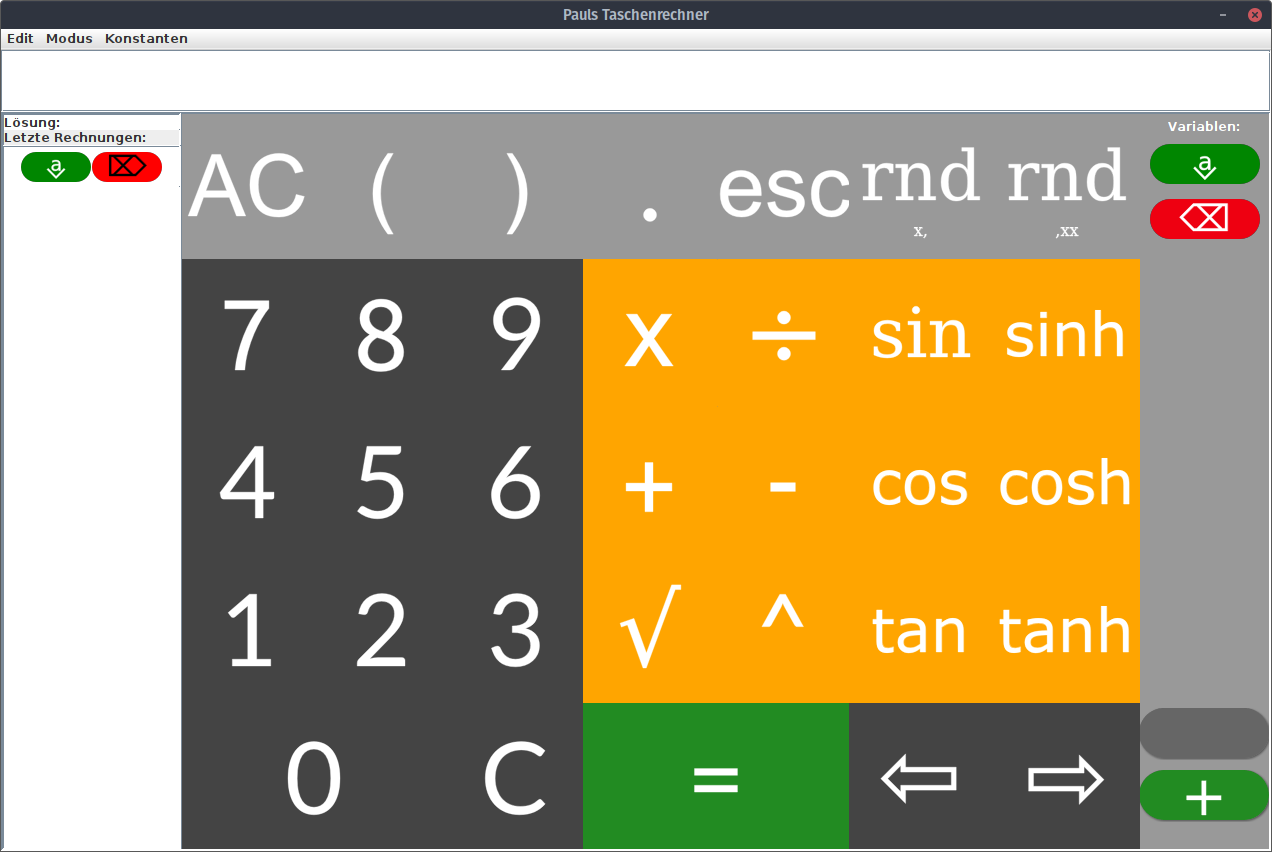 Pauls Taschenrechner
Edit Modus Konstanten
Lösung:
Letzte Rechnungen:
a
AC ( ) . esc rnd rnd
x, ,xx
Variablen:
a
7 8 9 x ÷ sin sinh
4 5 6 + - cos cosh
1 2 3 √ ^ tan tanh
0 C = ⇦ ⇨
+